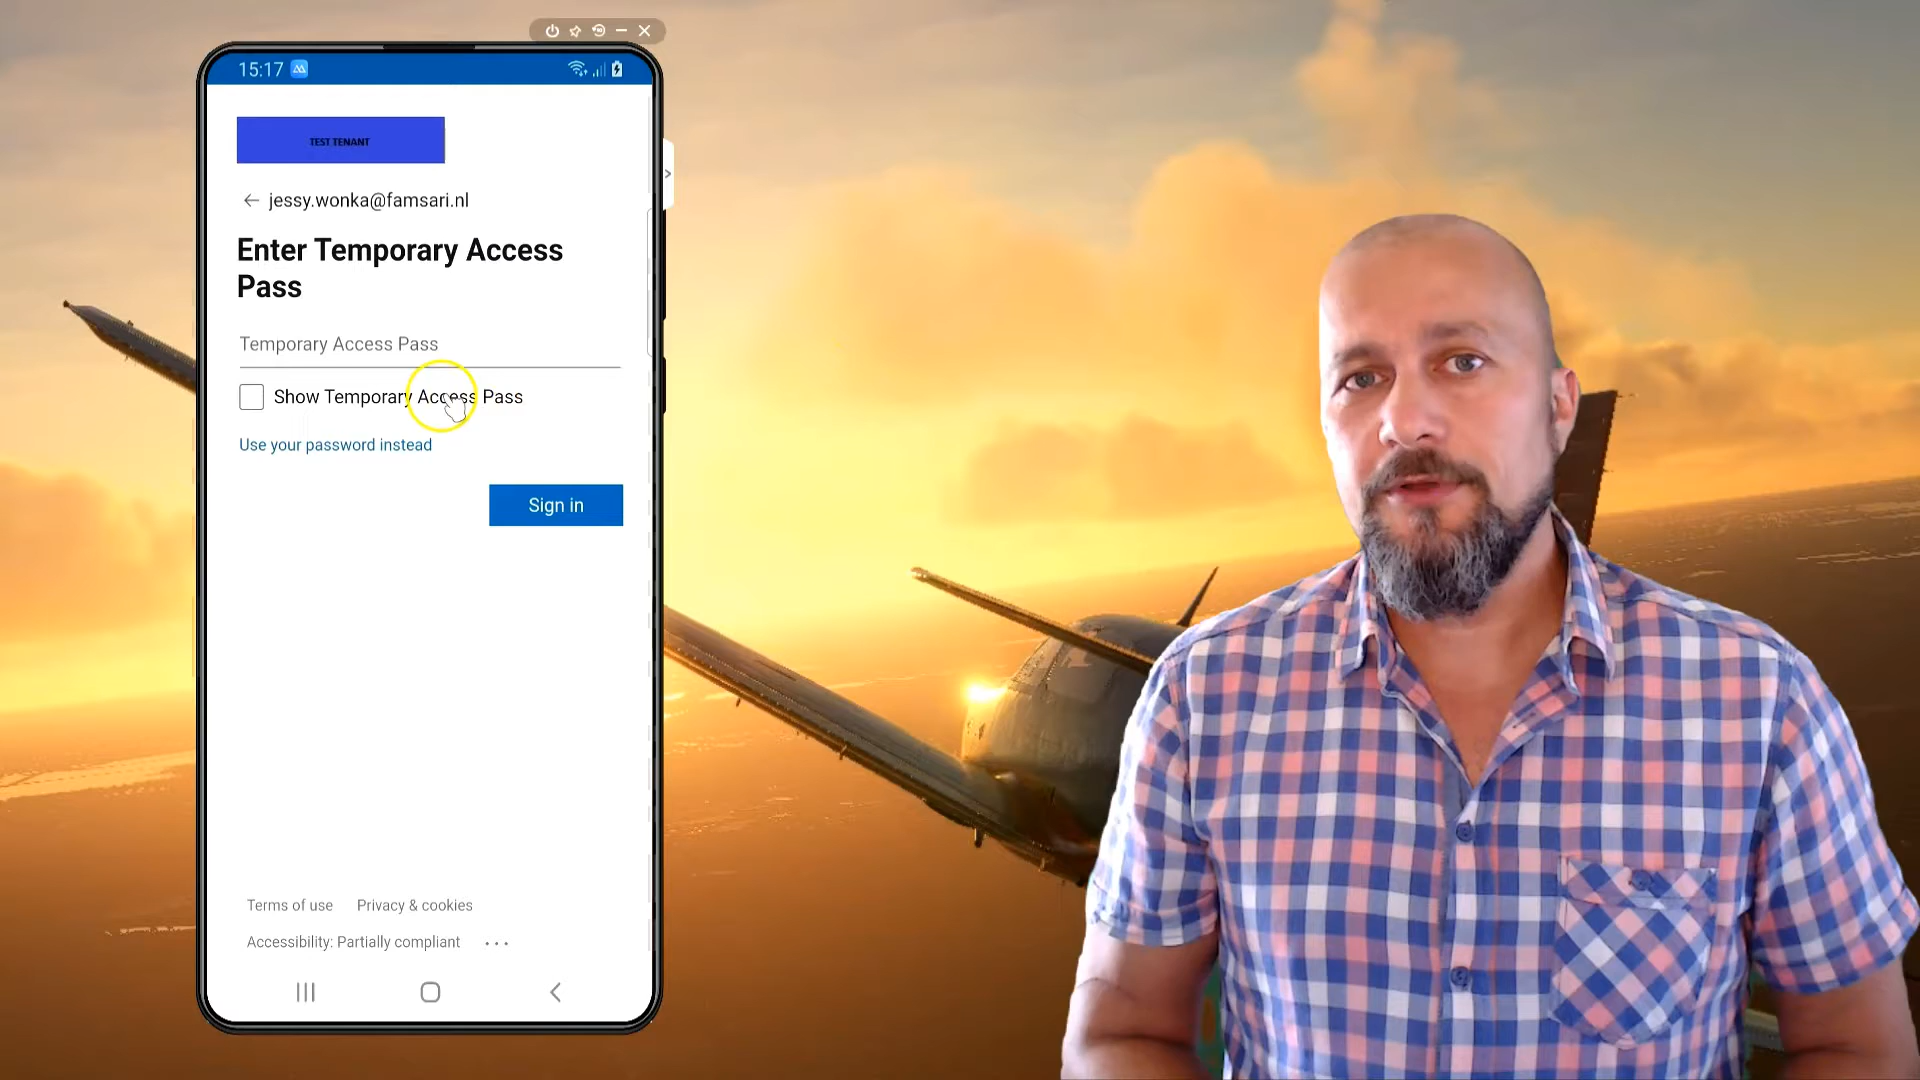 15:17
TEST TENANT
jessy.wonka@famsari.nl
Enter Temporary Access
Pass
Temporary Access Pass
Show Temporary Access Pass
Use your password instead
Sign in
Terms of use Privacy & cookies
Accessibility: Partially compliant ...